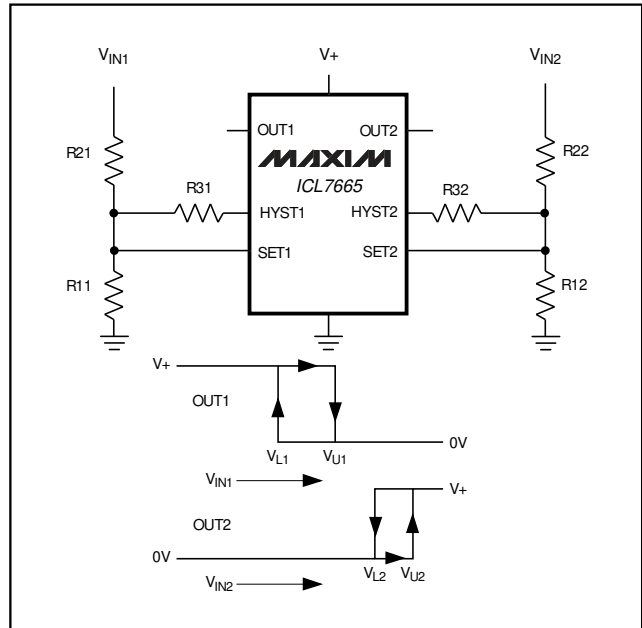 VIN1 V+ VIN2
OUT1 OUT2
R21 MAXIM R22
R31 ICL7665 R32
HYST1 HYST2
SET1 SET2
R11 R12
V+
OUT1
0V
VL1 VU1
VIN1
V+
OUT2
0V
VL2 VU2
VIN2